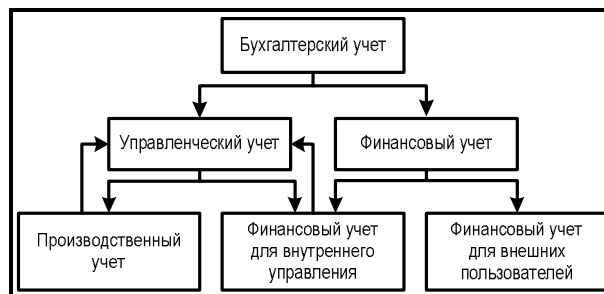 Бухгалтерский учет
Управленческий учет
Финансовый учет
Производственный
учет
Финансовый учет
для внутреннего
управления
Финансовый учет
для внешних
пользователей